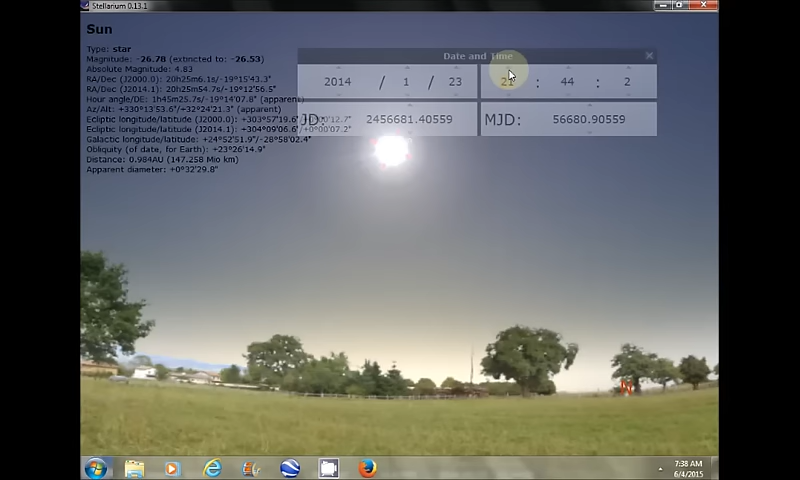 Stellarium 0.13.1
Sun
Type: star
Magnitude: -26.78 (extincted to: -26.53)
Absolute Magnitude: 4.83
RA/Dec (J2000.0): 20h25m6.1s/-19°15'43.3"
RA/Dec (J2014.1): 20h25m54.7s/-19°12'56.5"
Hour angle/DE: 1h45m25.7s/-19°14'07.8" (apparent)
Az/Alt: +330°13'53.6"/+32°24'21.3" (apparent)
Ecliptic longitude/latitude (J2000.0): +303°57'19.6"/+0°00'12.7"
Ecliptic longitude/latitude (J2014.1): +304°09'06.6"/+0°00'07.2"
Galactic longitude/latitude: +24°52'51.9"/-28°58'02.4"
Obliquity (of date, for Earth): +23°26'14.9"
Distance: 0.984AU (147.258 Mio km)
Apparent diameter: +0°32'29.8"
Date and Time
2014 / 1 / 23 21 : 44 : 2
JD: 2456681.40559 MJD: 56680.90559
7:38 AM
6/4/2015